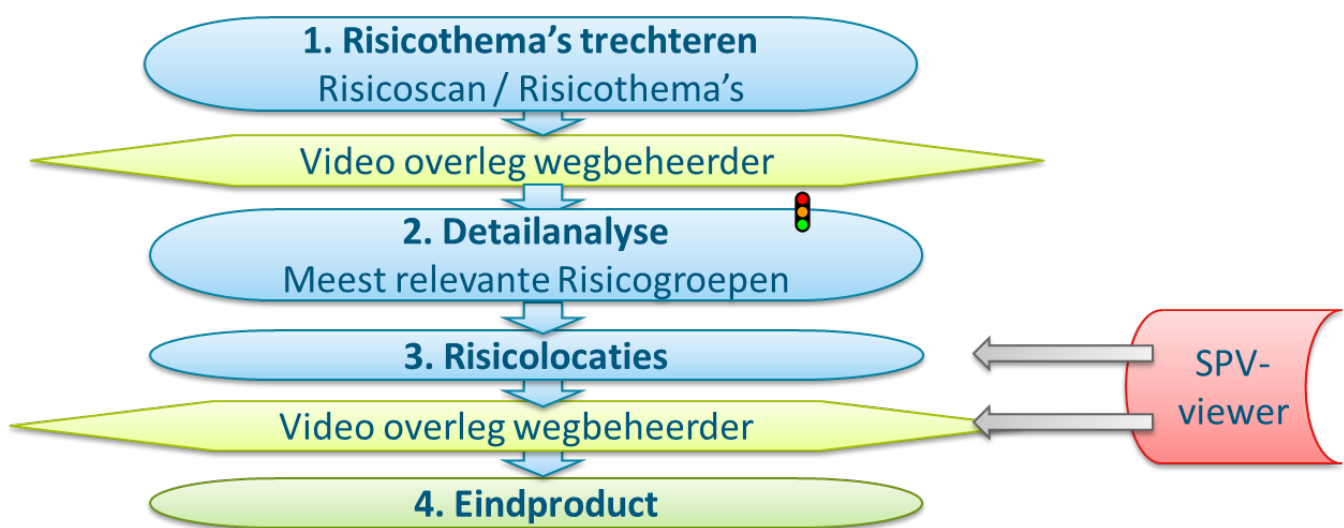 1. Risicothema's trechteren
Risicoscan / Risicothema's
Video overleg wegbeheerder
2. Detailanalyse
Meest relevante Risicogroepen
3. Risicolocaties
SPV-
viewer
Video overleg wegbeheerder
4. Eindproduct